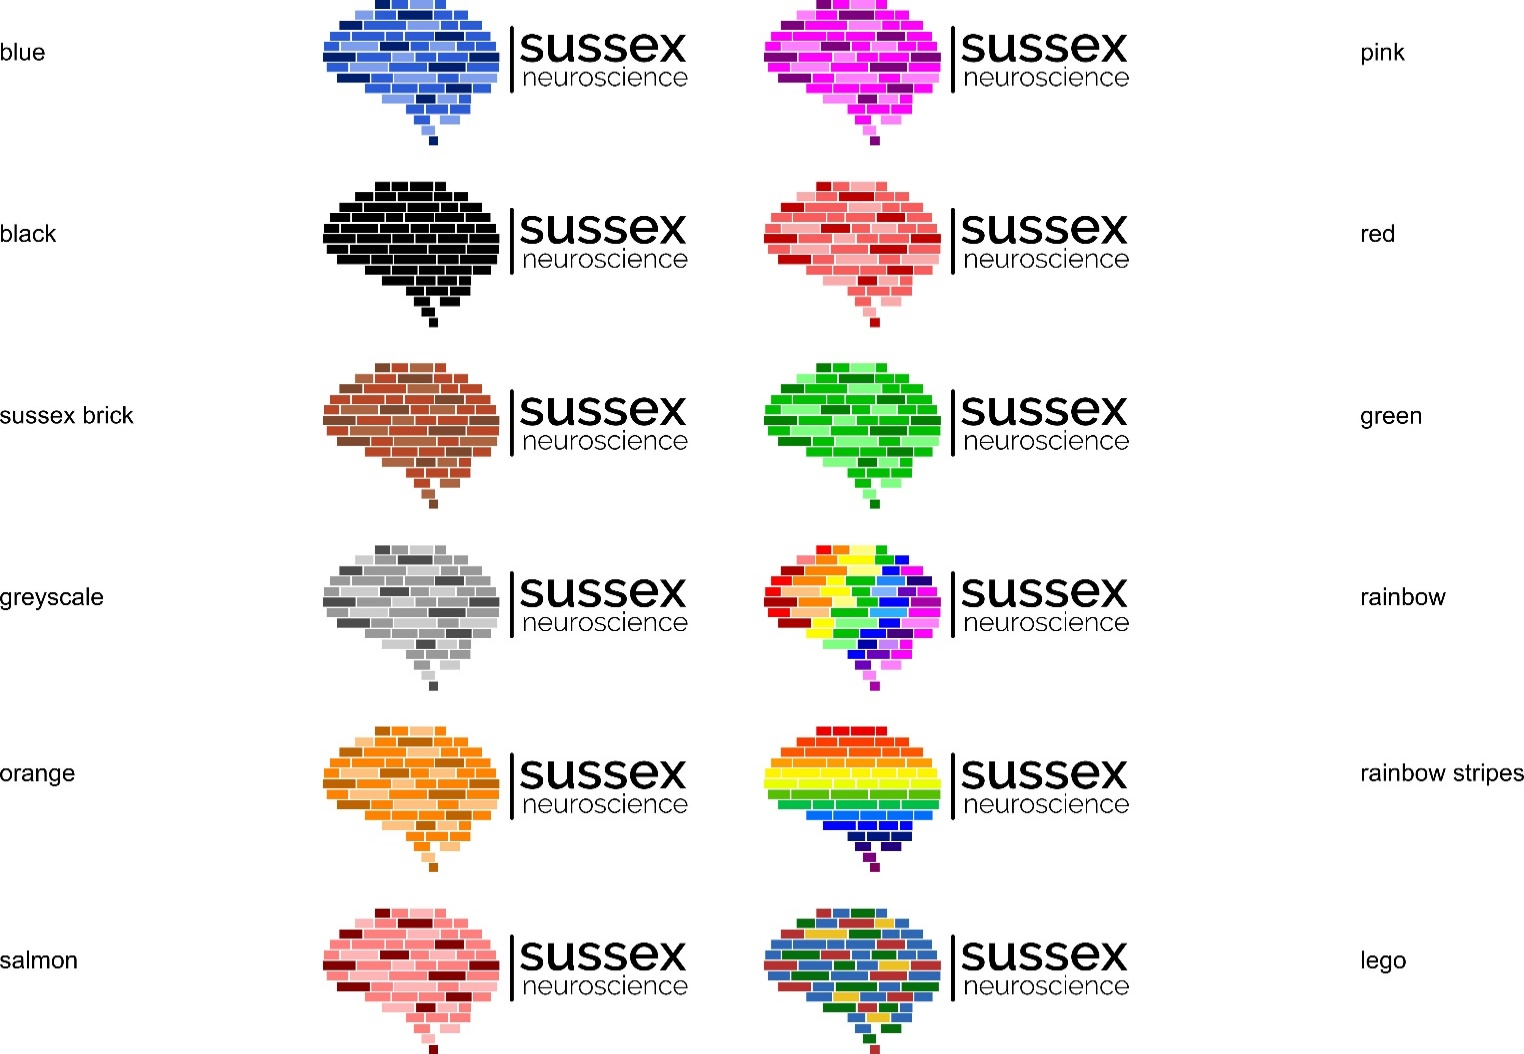 blue
sussex
neuroscience
sussex
neuroscience
pink
black
sussex
neuroscience
sussex
neuroscience
red
sussex brick
sussex
neuroscience
sussex
neuroscience
green
greyscale
sussex
neuroscience
sussex
neuroscience
rainbow
orange
sussex
neuroscience
sussex
neuroscience
rainbow stripes
salmon
sussex
neuroscience
sussex
neuroscience
lego